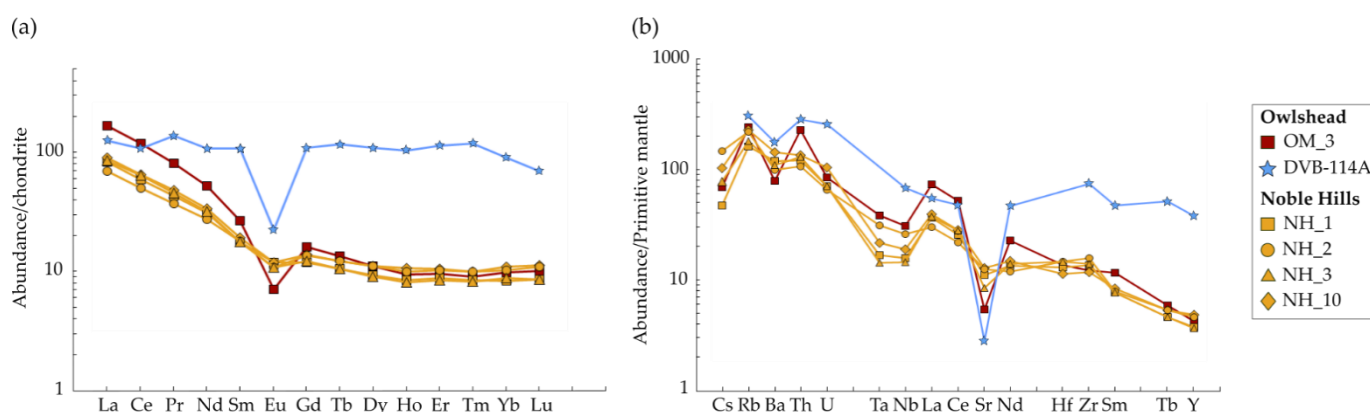 (a)
Abundance/chondrite
100
10
1
La Ce Pr Nd Sm Eu Gd Tb Dy Ho Er Tm Yb Lu
(b)
Abundance/Primitive mantle
1000
100
10
1
Cs Rb Ba Th U Ta Nb La Ce Sr Nd Hf Zr Sm Tb Y
Owlshead
OM_3
DVB-114A
Noble Hills
NH_1
NH_2
NH_3
NH_10